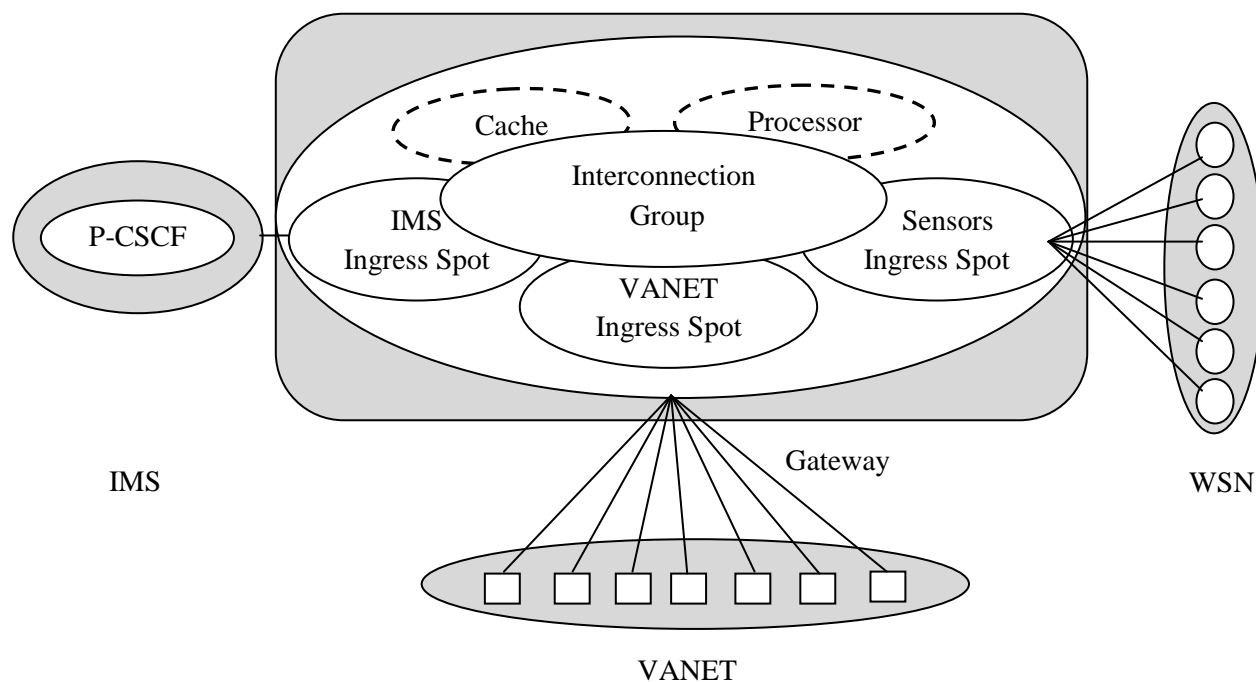 Cache
Processor
Interconnection
Group
P-CSCF
IMS
Ingress Spot
Sensors
Ingress Spot
VANET
Ingress Spot
Gateway
IMS
WSN
VANET